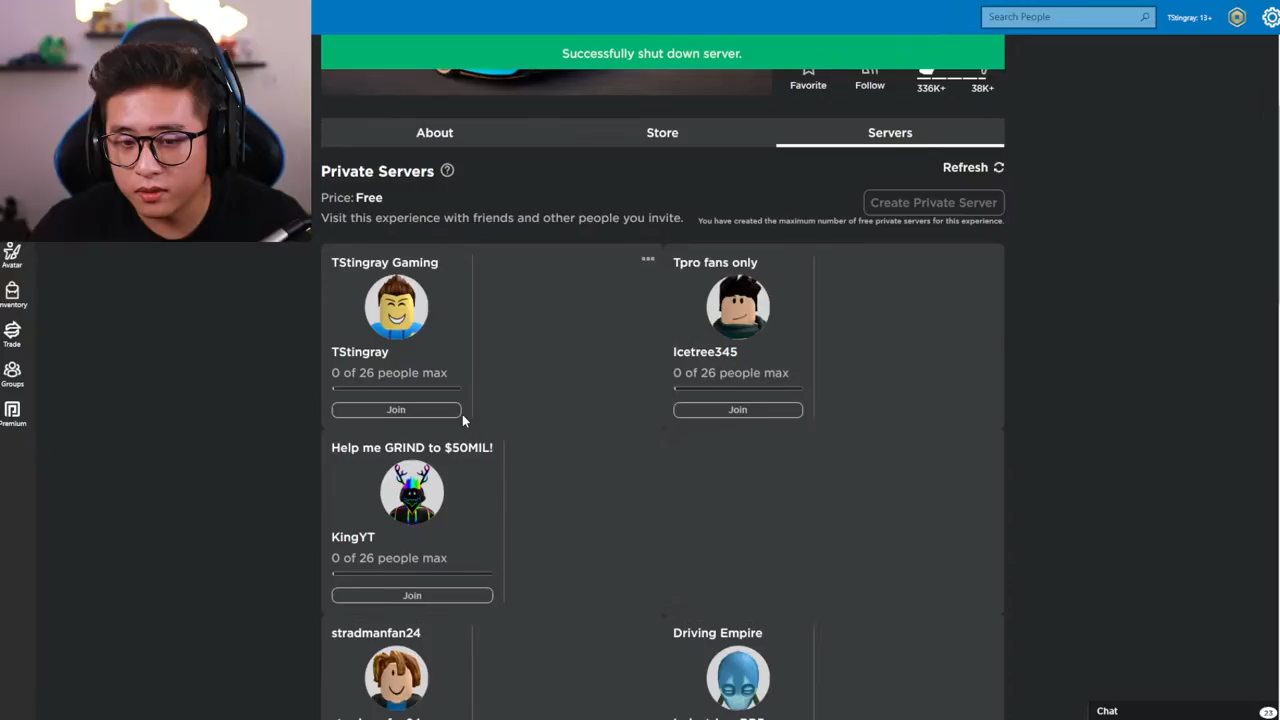 Search People
TStingray: 13+
Successfully shut down server.
Favorite
Follow
336K+
38K+
About
Store
Servers
Private Servers
Refresh
Price: Free
Create Private Server
Visit this experience with friends and other people you invite.
You have created the maximum number of free private servers for this experience.
Avatar
Inventory
Trade
Groups
Premium
TStingray Gaming
TStingray
0 of 26 people max
Join
Tpro fans only
Icetree345
0 of 26 people max
Join
Help me GRIND to $50MIL!
KingYT
0 of 26 people max
Join
stradmanfan24
Driving Empire
Chat
23